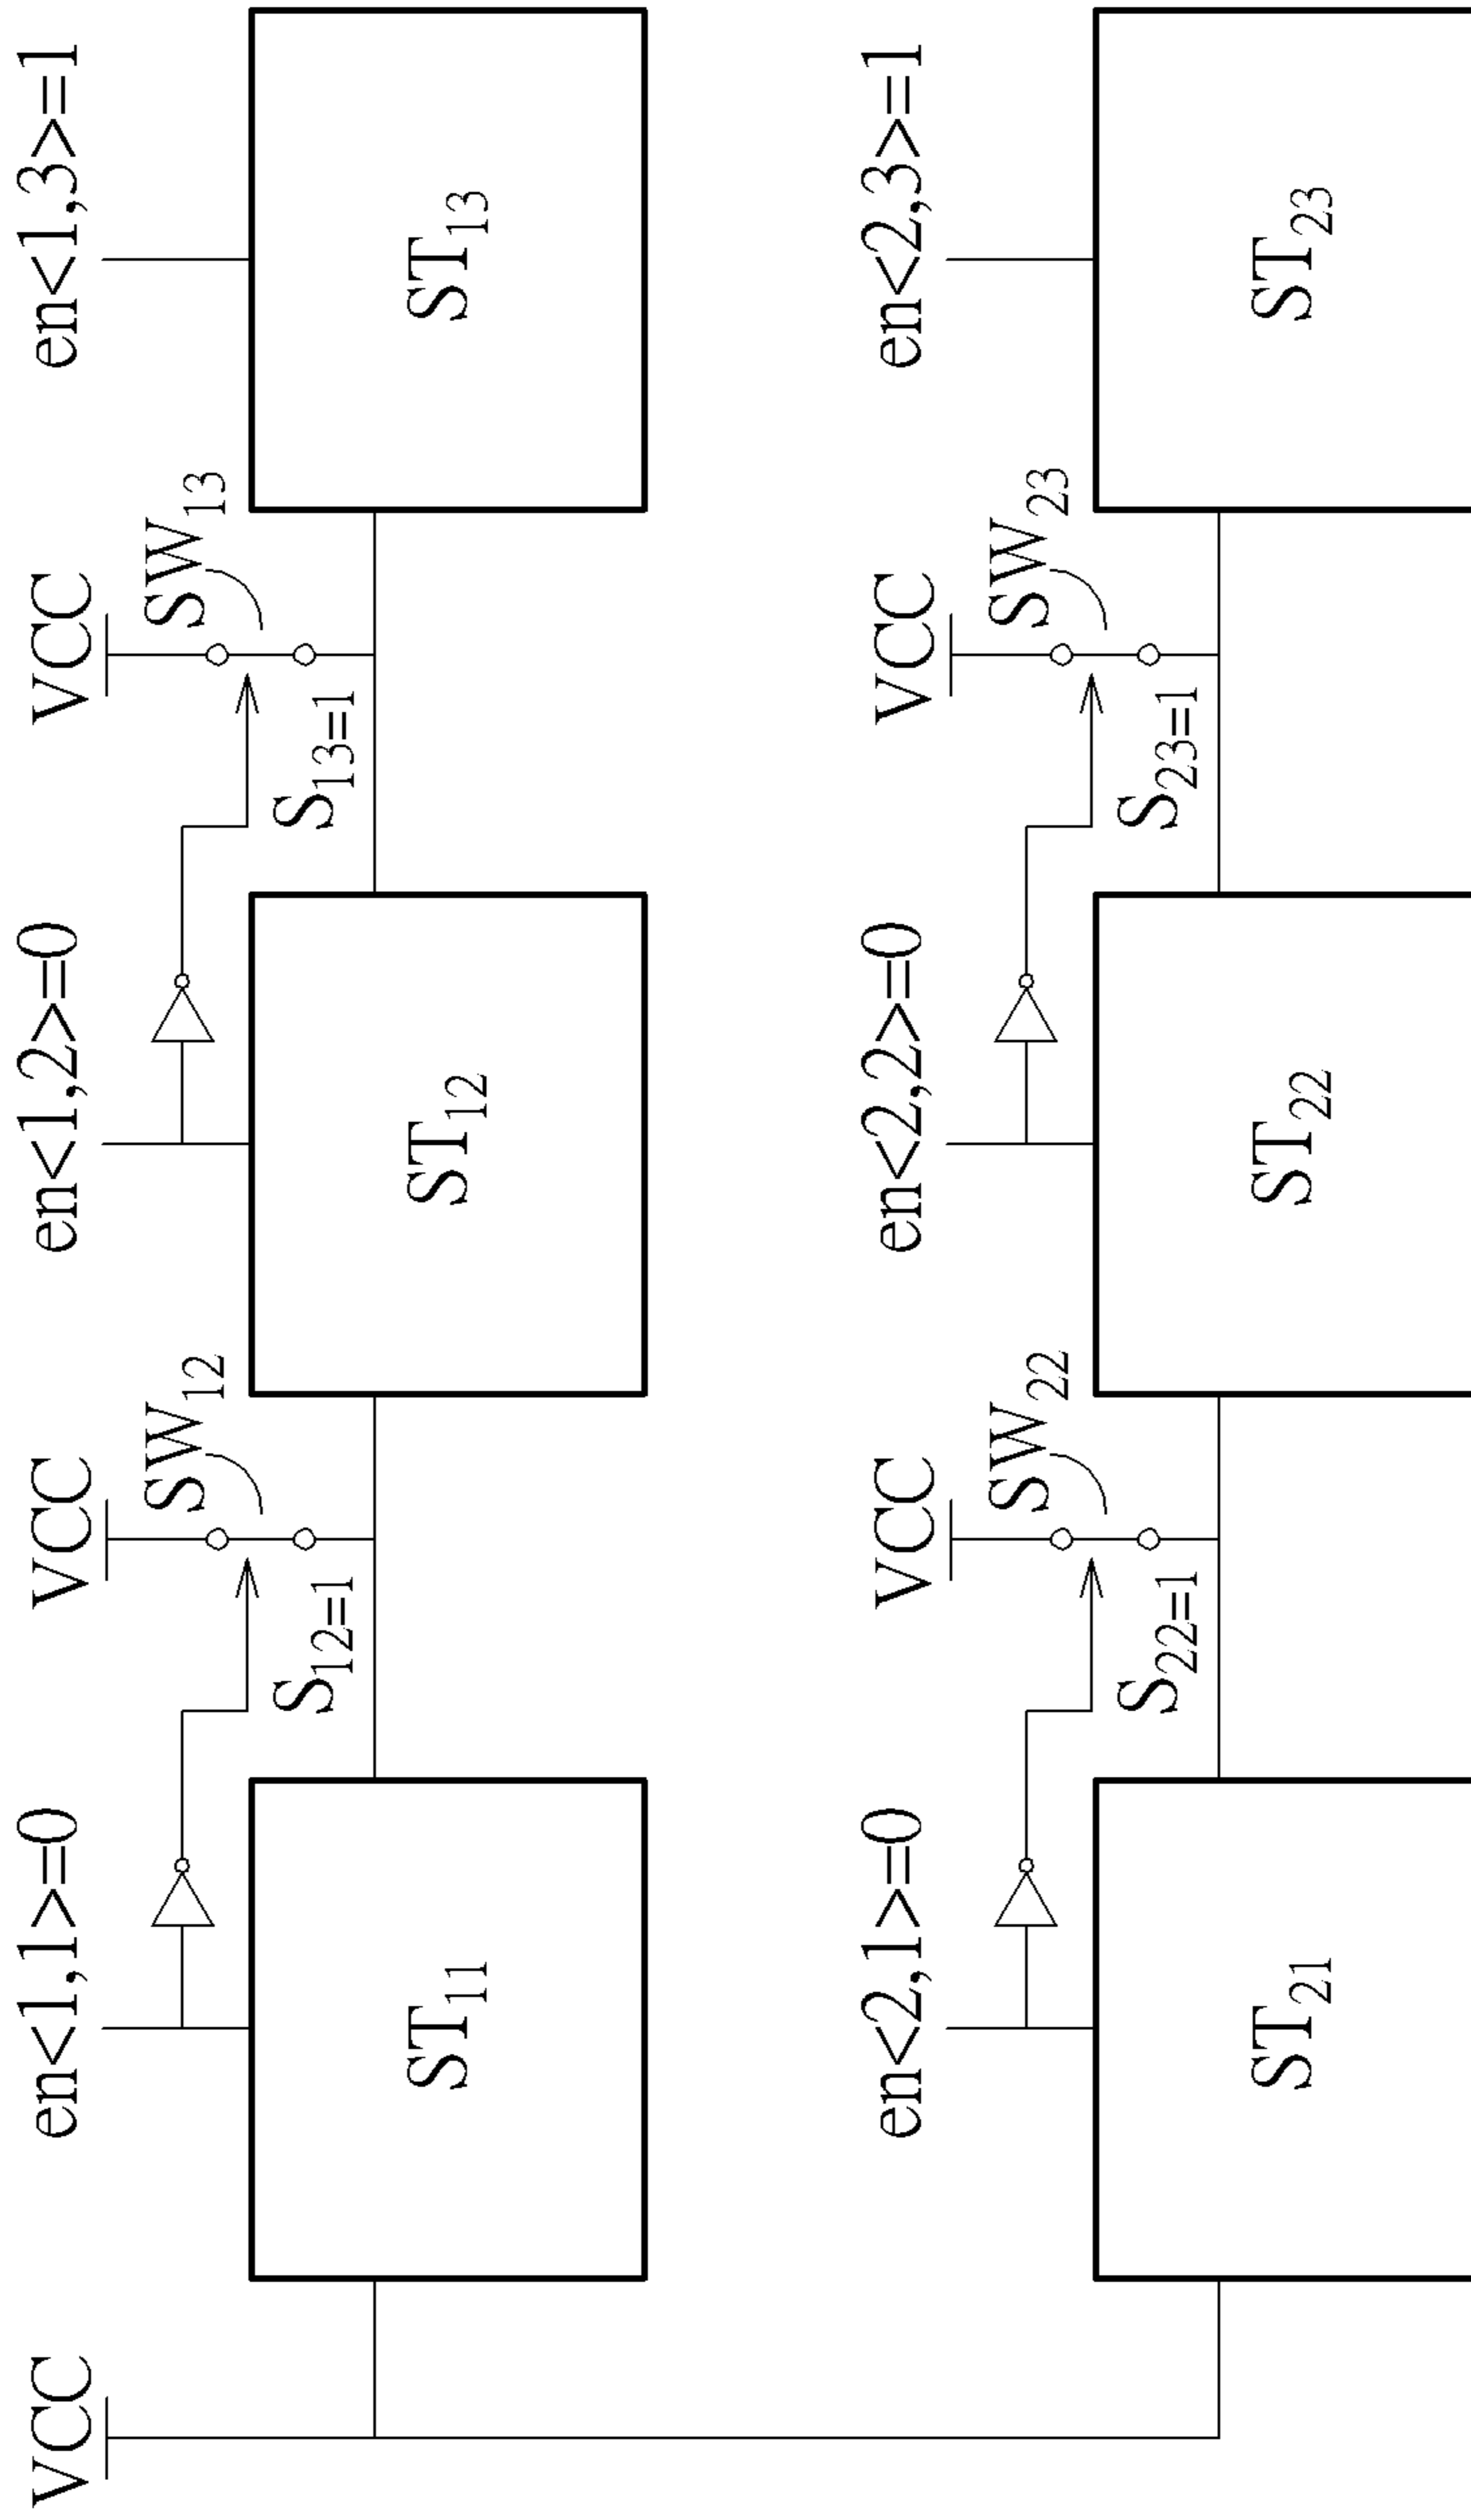 VCC
en<1,1>=0
VCC
en<1,2>=0
VCC
en<1,3>=1
SW12
SW13
S12=1
S13=1
ST11
ST12
ST13
en<2,1>=0
VCC
en<2,2>=0
VCC
en<2,3>=1
SW22
SW23
S22=1
S23=1
ST21
ST22
ST23